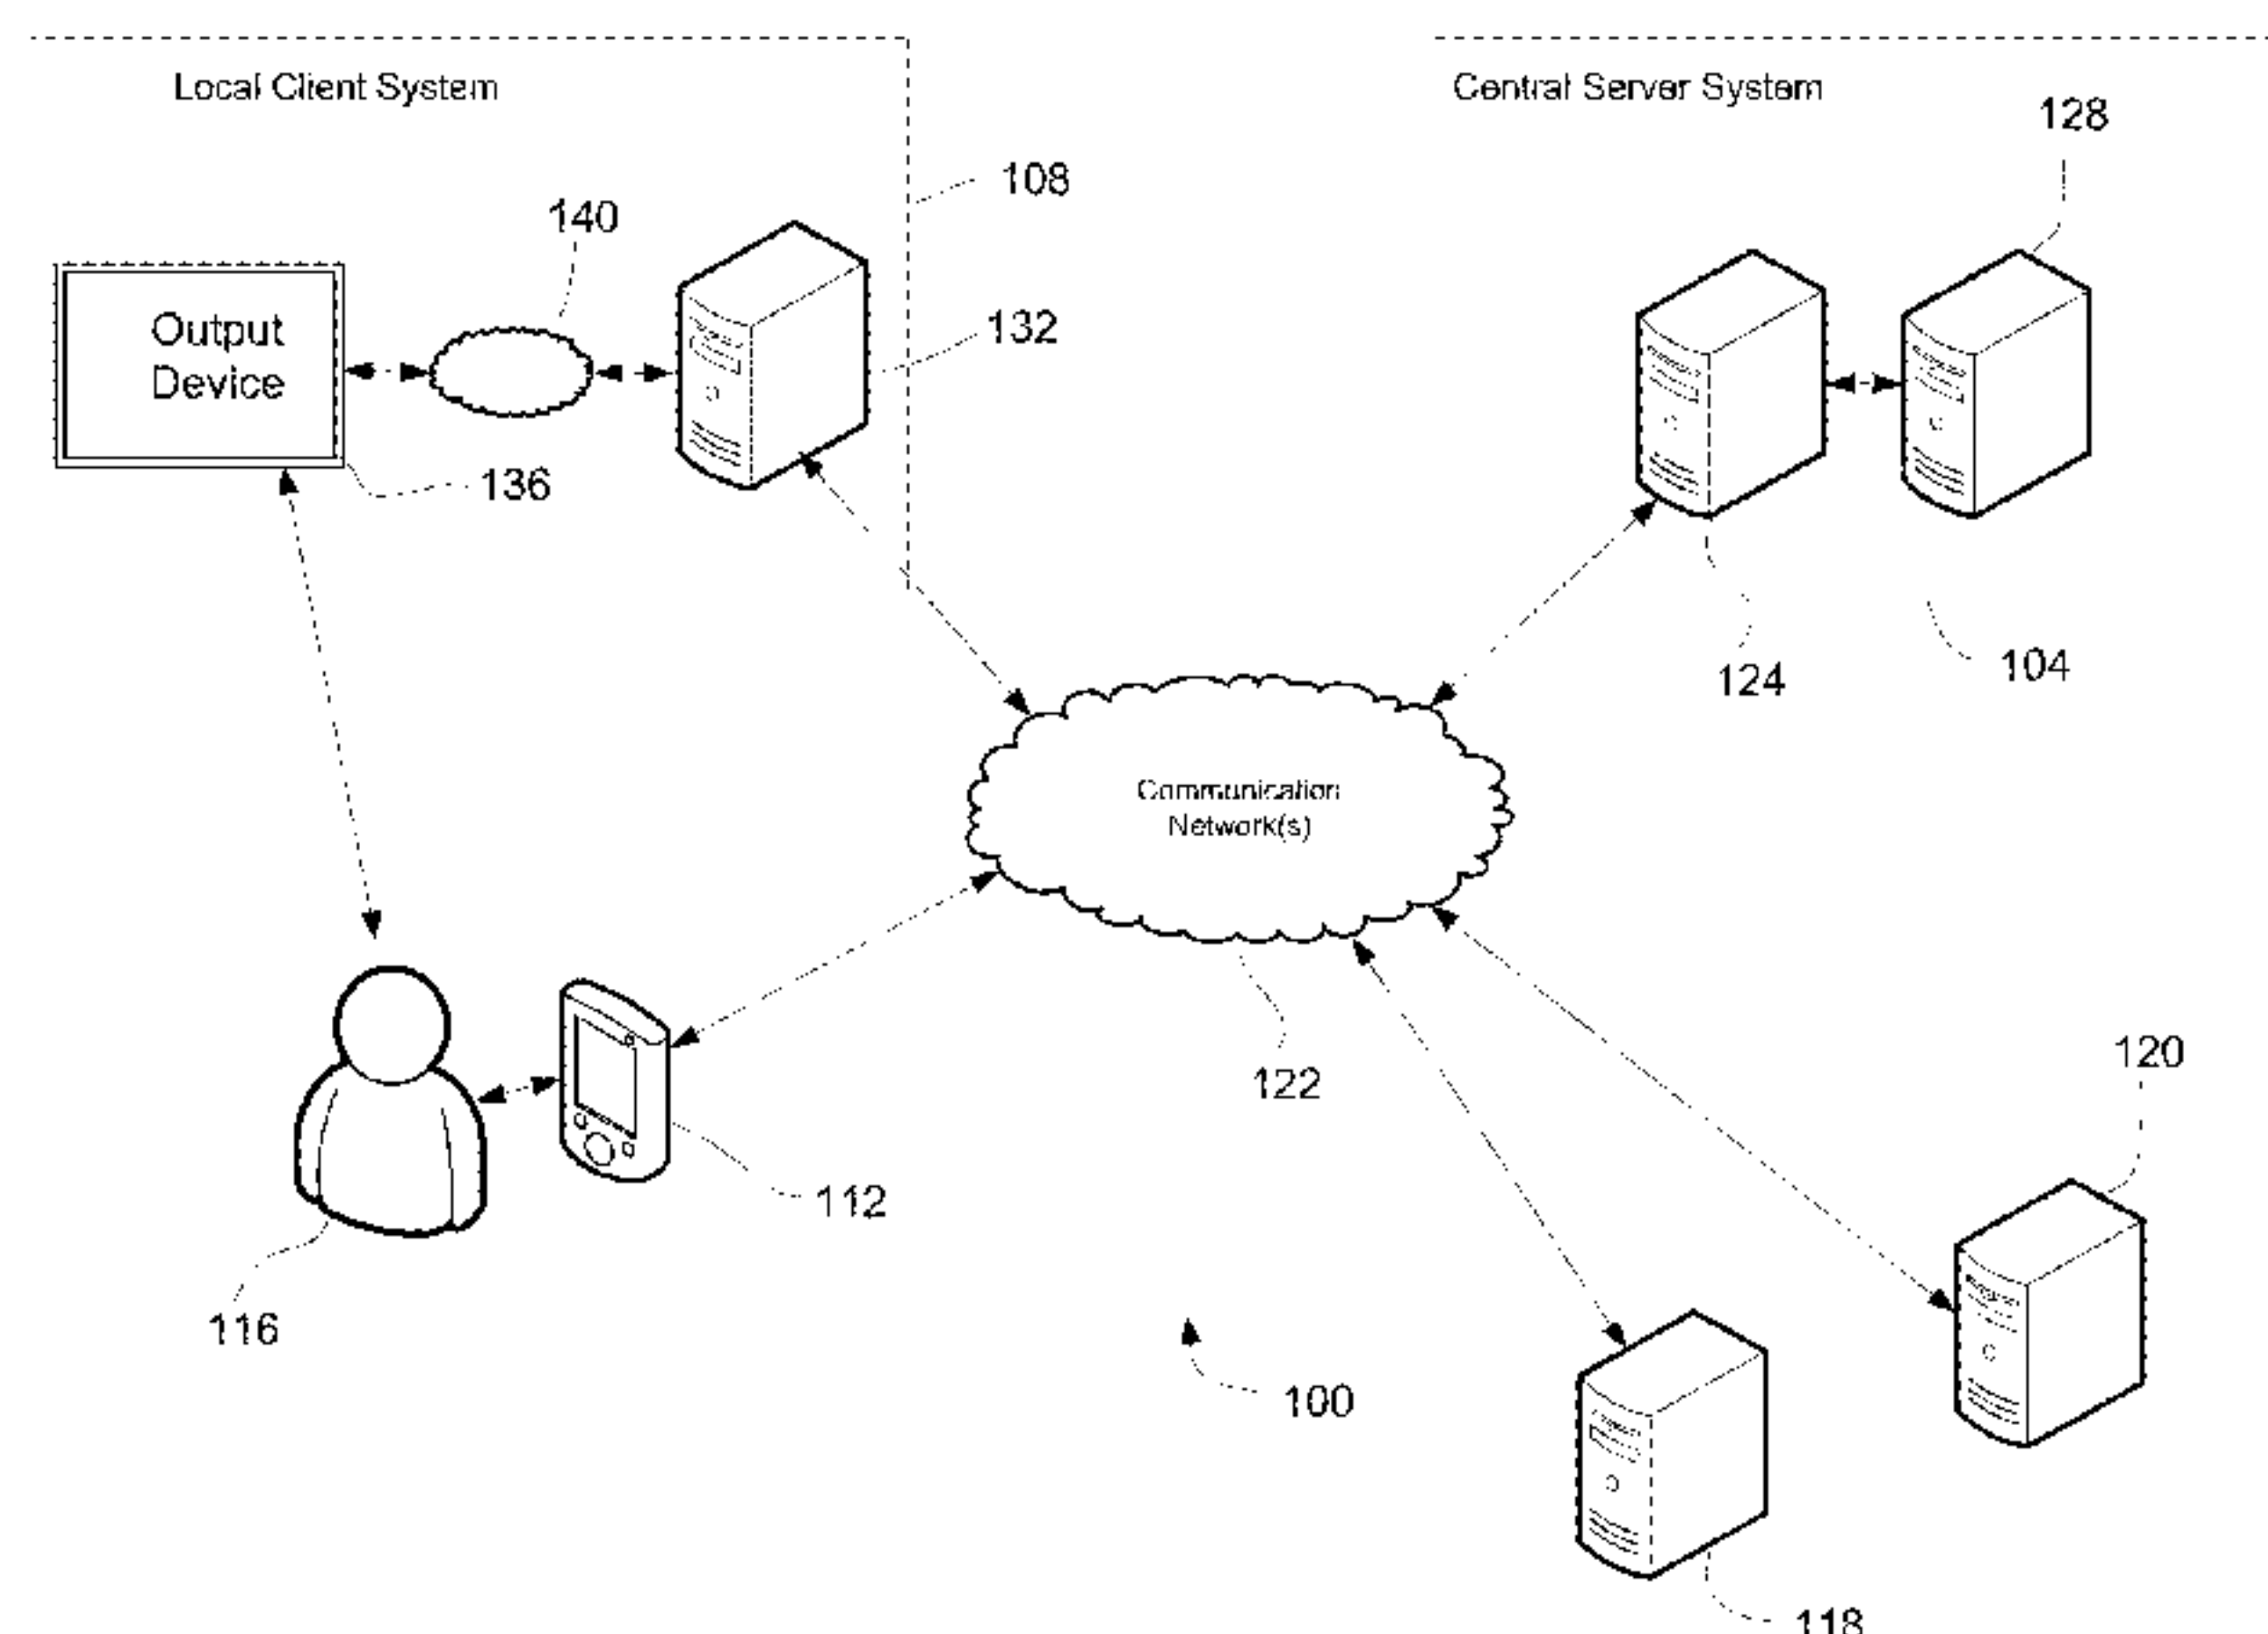 Local Client System
Central Server System
128
108
140
132
Output
Device
136
124
104
Communication
Network(s)
122
120
112
116
100
118